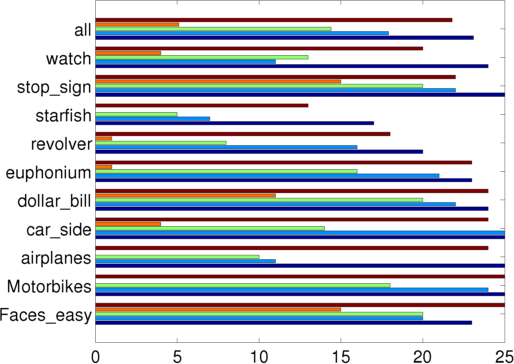 all
watch
stop_sign
starfish
revolver
euphonium
dollar_bill
car_side
airplanes
Motorbikes
Faces_easy
0 5 10 15 20 25